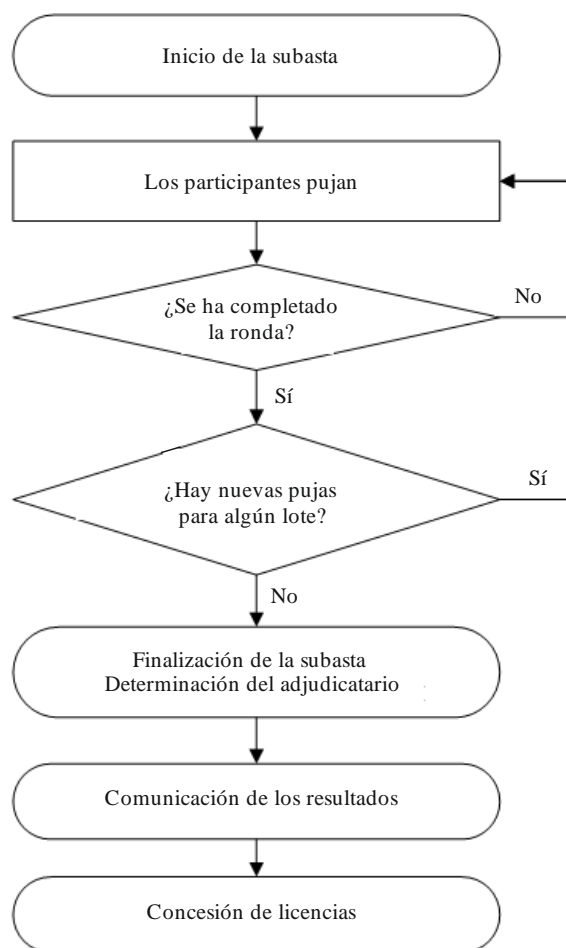 Inicio de la subasta
Los participantes pujan
¿Se ha completado
la ronda?
No
Sí
¿Hay nuevas pujas
para algún lote?
Sí
No
Finalización de la subasta
Determinación del adjudicatario
Comunicación de los resultados
Concesión de licencias